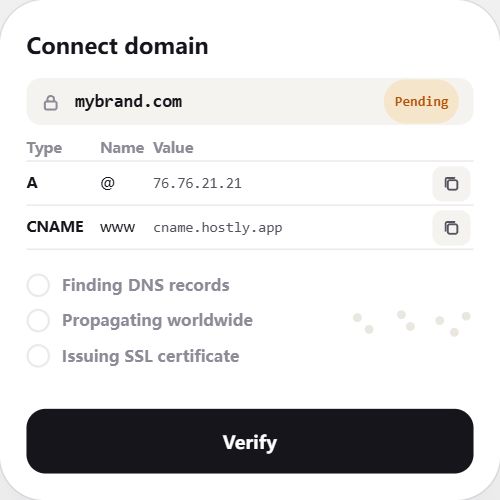 Connect domain
mybrand.com Pending
Type Name Value
A @ 76.76.21.21
CNAME www cname.hostly.app
Finding DNS records
Propagating worldwide
Issuing SSL certificate
Verify